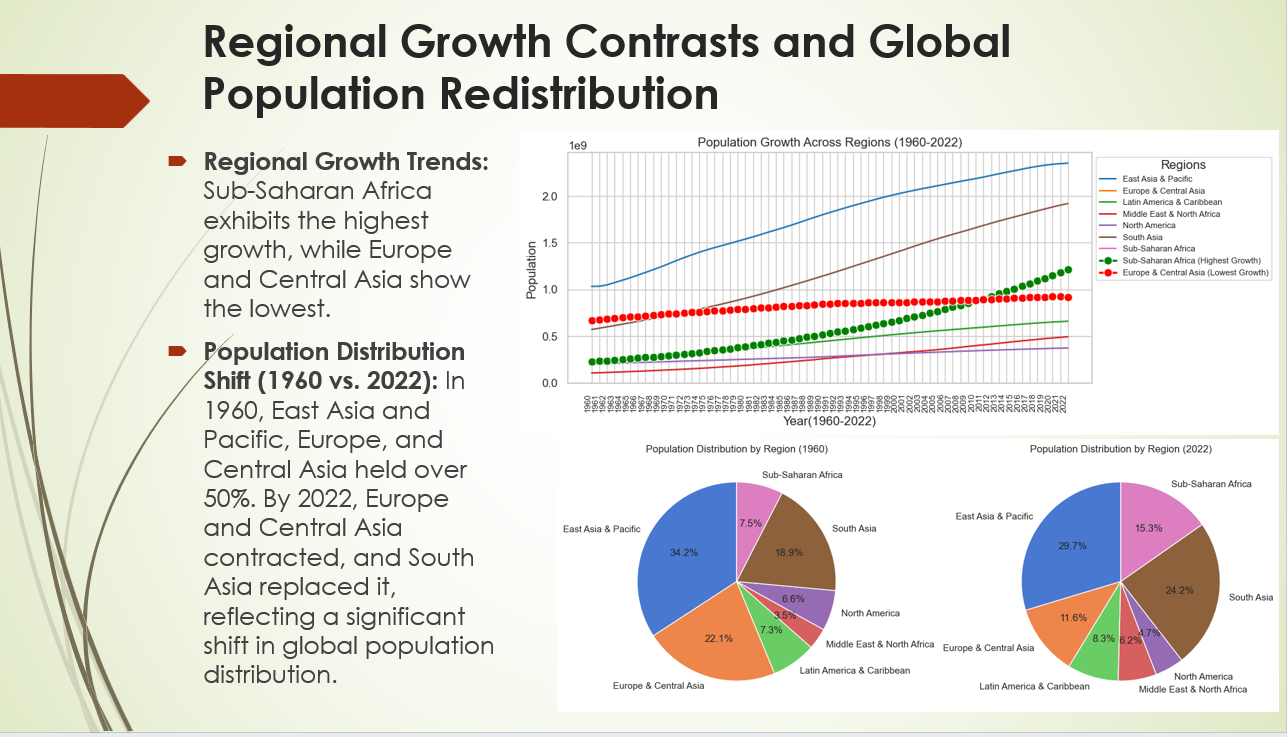 Regional Growth Contrasts and Global
Population Redistribution
Regional Growth Trends:
Sub-Saharan Africa
exhibits the highest
growth, while Europe
and Central Asia show
the lowest.
Population Distribution
Shift (1960 vs. 2022): In
1960, East Asia and
Pacific, Europe, and
Central Asia held over
50%. By 2022, Europe
and Central Asia
contracted, and South
Asia replaced it,
reflecting a significant
shift in global population
distribution.
Population Growth Across Regions (1960-2022)
1e9
Population
2.0
1.5
1.0
0.5
0.0
1960
1961
1962
1963
1964
1965
1966
1967
1968
1969
1970
1971
1972
1973
1974
1975
1976
1977
1978
1979
1980
1981
1982
1983
1984
1985
1986
1987
1988
1989
1990
1991
1992
1993
1994
1995
1996
1997
1998
1999
2000
2001
2002
2003
2004
2005
2006
2007
2008
2009
2010
2011
2012
2013
2014
2015
2016
2017
2018
2019
2020
2021
2022
Year(1960-2022)
Regions
East Asia & Pacific
Europe & Central Asia
Latin America & Caribbean
Middle East & North Africa
North America
South Asia
Sub-Saharan Africa
Sub-Saharan Africa (Highest Growth)
Europe & Central Asia (Lowest Growth)
Population Distribution by Region (1960)
Sub-Saharan Africa
7.5%
South Asia
18.9%
North America
6.6%
Middle East & North Africa
3.5%
Latin America & Caribbean
7.3%
Europe & Central Asia
22.1%
East Asia & Pacific
34.2%
Population Distribution by Region (2022)
Sub-Saharan Africa
15.3%
South Asia
24.2%
North America
4.7%
Middle East & North Africa
6.2%
Latin America & Caribbean
8.3%
Europe & Central Asia
11.6%
East Asia & Pacific
29.7%